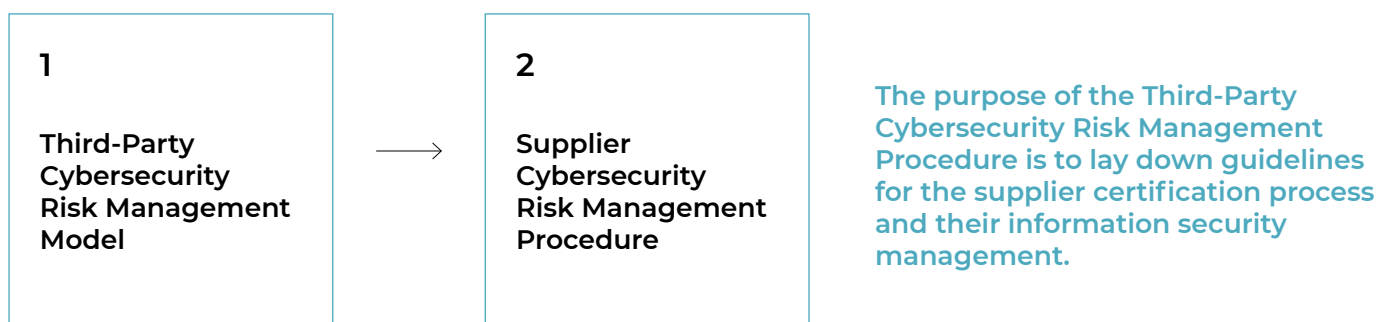 1
Third-Party
Cybersecurity
Risk Management
Model
2
Supplier
Cybersecurity
Risk Management
Procedure
The purpose of the Third-Party
Cybersecurity Risk Management
Procedure is to lay down guidelines
for the supplier certification process
and their information security
management.